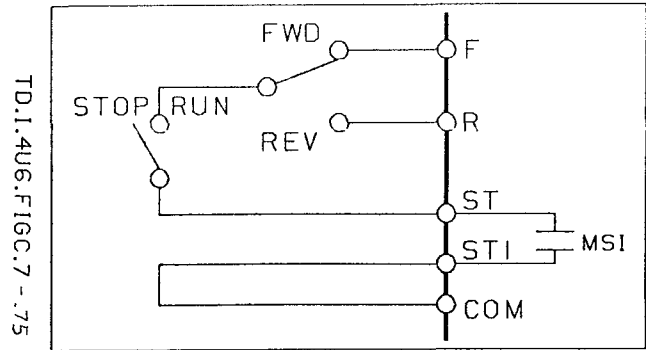 FWD
F
STOP RUN
REV
R
ST
STI
MSI
COM
TD.I.4U6.FIGC.7-.75